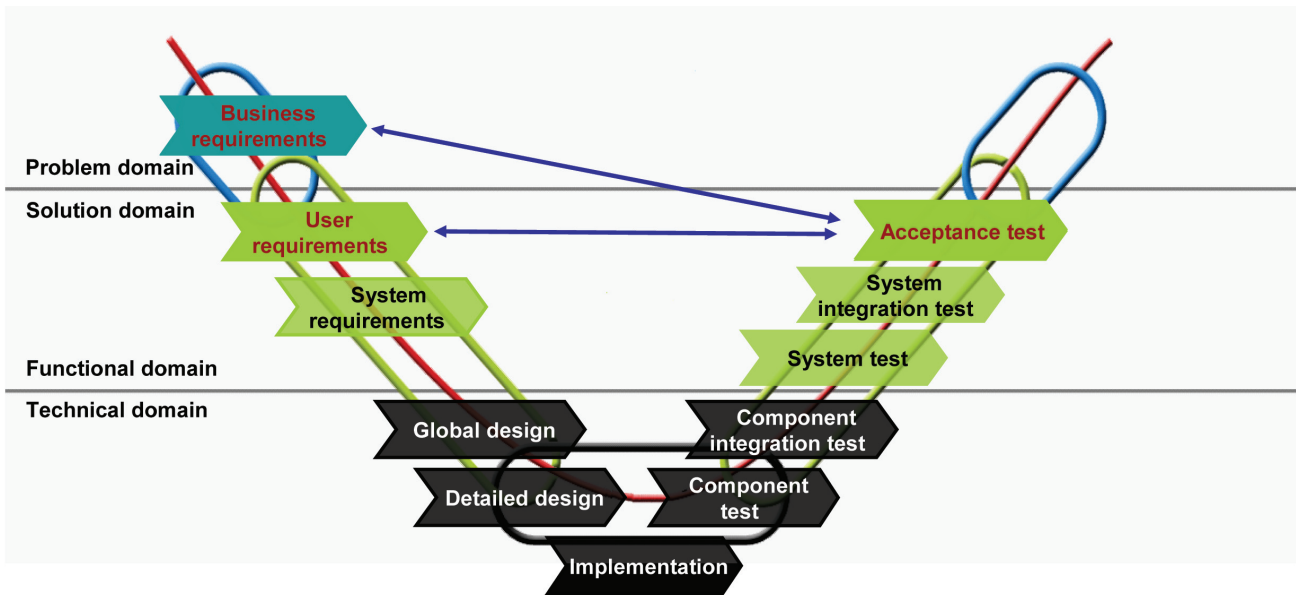 Business
requirements
Problem domain
Solution domain
User
requirements
Acceptance test
System
requirements
System
integration test
System test
Functional domain
Technical domain
Global design
Component
integration test
Detailed design
Component
test
Implementation